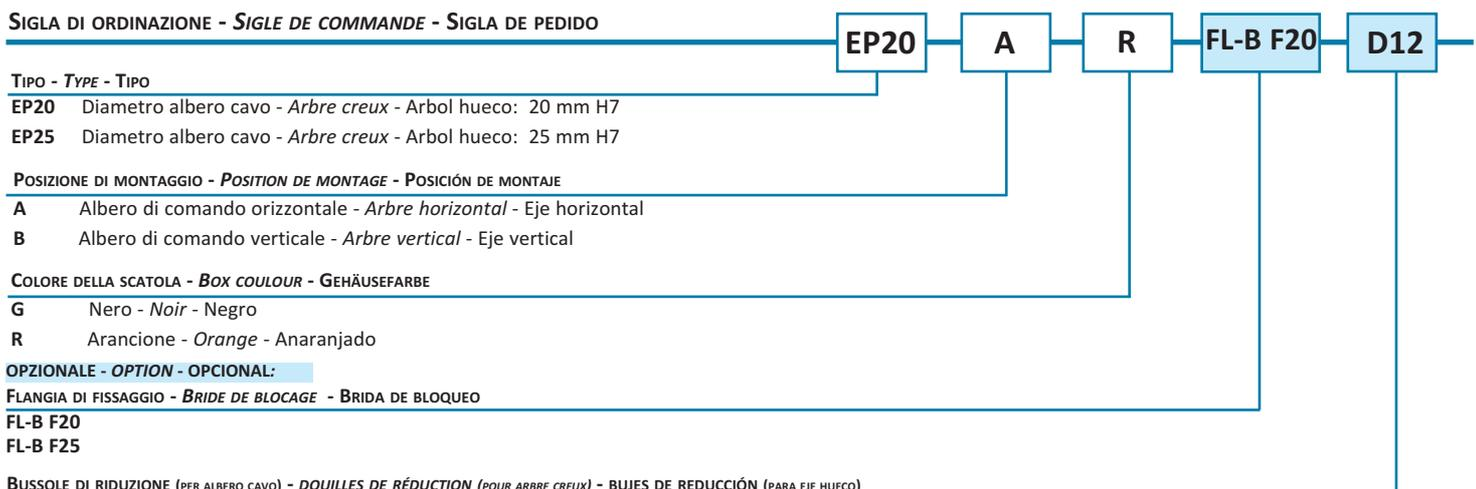 SIGLA DI ORDINAZIONE - SIGLE DE COMMANDE - SIGLA DE PEDIDO
EP20 A R FL-B F20 D12
TIPO - TYPE - TIPO
EP20 Diametro albero cavo - Arbre creux - Arbol hueco: 20 mm H7
EP25 Diametro albero cavo - Arbre creux - Arbol hueco: 25 mm H7
POSIZIONE DI MONTAGGIO - POSITION DE MONTAGE - POSICIÓN DE MONTAJE
A Albero di comando orizzontale - Arbre horizontal - Eje horizontal
B Albero di comando verticale - Arbre vertical - Eje vertical
COLORE DELLA SCATOLA - BOX COULOUR - GEHÄUSEFARBE
G Nero - Noir - Negro
R Arancione - Orange - Anaranjado
OPZIONALE - OPTION - OPCIONAL:
FLANGIA DI FISSAGGIO - BRIDE DE BLOCAGE - BRIDA DE BLOQUEO
FL-B F20
FL-B F25
BUSSOLE DI RIDUZIONE (PER ALBERO CAVO) - DOUILLES DE RÉDUCTION (POUR ARBRE CREUX) - BUJES DE REDUCCIÓN (PARA EJE HUECO)